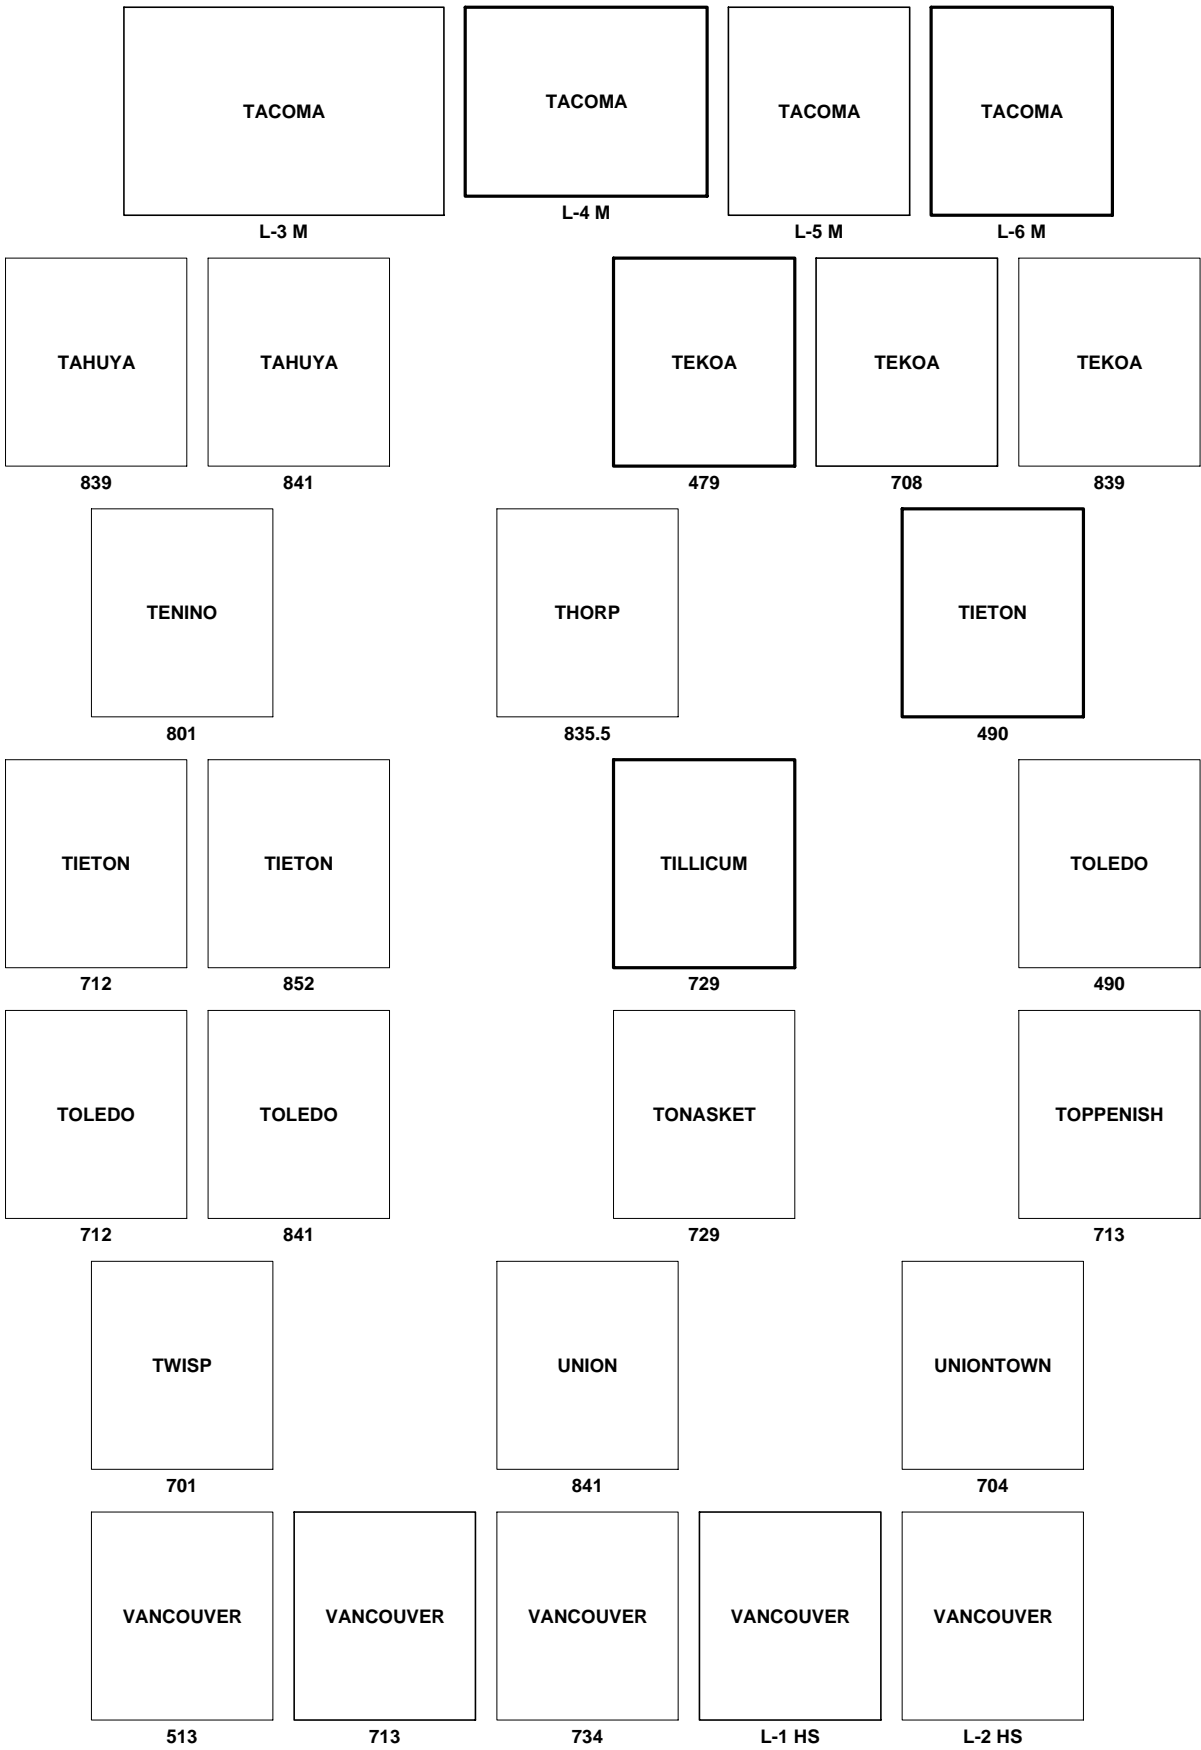 TACOMA TACOMA TACOMA TACOMA
L-3 M L-4 M L-5 M L-6 M
TAHUYA TAHUYA TEKOA TEKOA TEKOA
839 841 479 708 839
TENINO THORP TIETON
801 835.5 490
TIETON TIETON TILLICUM TOLEDO
712 852 729 490
TOLEDO TOLEDO TONASKET TOPPENISH
712 841 729 713
TWISP UNION UNIONTOWN
701 841 704
VANCOUVER VANCOUVER VANCOUVER VANCOUVER VANCOUVER
513 713 734 L-1 HS L-2 HS